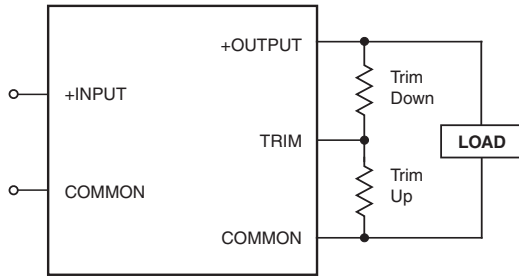 +OUTPUT
Trim
Down
+INPUT
TRIM
LOAD
Trim
Up
COMMON
COMMON